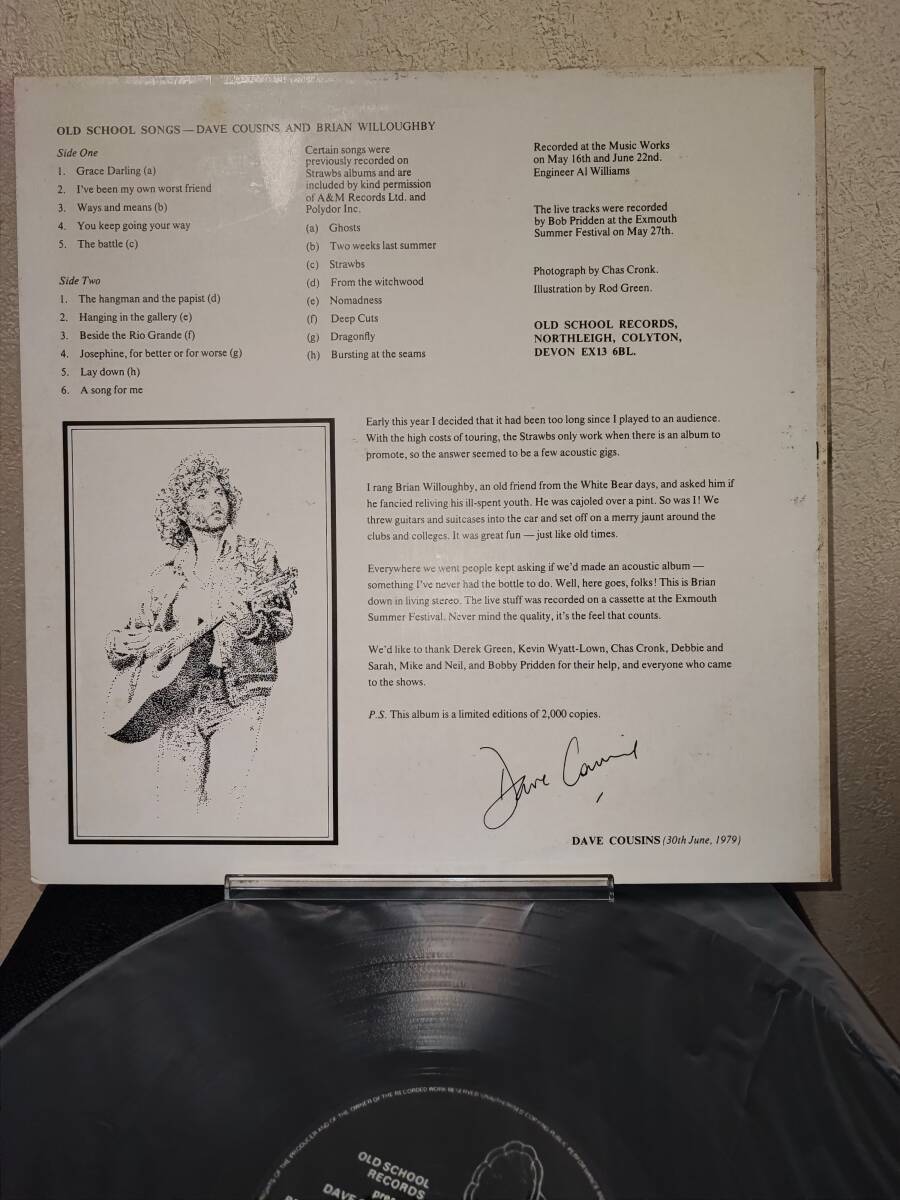 OLD SCHOOL SONGS — DAVE COUSINS AND BRIAN WILLOUGHBY
Side One
1. Grace Darling (a)
2. I've been my own worst friend
3. Ways and means (b)
4. You keep going your way
5. The battle (c)
Side Two
1. The hangman and the papist (d)
2. Hanging in the gallery (e)
3. Beside the Rio Grande (f)
4. Josephine, for better or for worse (g)
5. Lay down (h)
6. A song for me
Certain songs were
previously recorded on
Strawbs albums and are
included by kind permission
of A&M Records Ltd. and
Polydor Inc.
(a) Ghosts
(b) Two weeks last summer
(c) Strawbs
(d) From the witchwood
(e) Nomadness
(f) Deep Cuts
(g) Dragonfly
(h) Bursting at the seams
Recorded at the Music Works
on May 16th and June 22nd.
Engineer Al Williams
The live tracks were recorded
by Bob Pridden at the Exmouth
Summer Festival on May 27th.
Photograph by Chas Cronk.
Illustration by Rod Green.
OLD SCHOOL RECORDS,
NORTHLEIGH, COLYTON,
DEVON EX13 6BL.
Early this year I decided that it had been too long since I played to an audience.
With the high costs of touring, the Strawbs only work when there is an album to
promote, so the answer seemed to be a few acoustic gigs.
I rang Brian Willoughby, an old friend from the White Bear days, and asked him if
he fancied reliving his ill-spent youth. He was cajoled over a pint. So was I! We
threw guitars and suitcases into the car and set off on a merry jaunt around the
clubs and colleges. It was great fun — just like old times.
Everywhere we went people kept asking if we'd made an acoustic album —
something I've never had the bottle to do. Well, here goes, folks! This is Brian
down in living stereo. The live stuff was recorded on a cassette at the Exmouth
Summer Festival. Never mind the quality, it's the feel that counts.
We'd like to thank Derek Green, Kevin Wyatt-Lown, Chas Cronk, Debbie and
Sarah, Mike and Neil, and Bobby Pridden for their help, and everyone who came
to the shows.
P.S. This album is a limited editions of 2,000 copies.
Dave Cousins
DAVE COUSINS (30th June, 1979)
OF THE PRODUCER AND OF THE OWNER OF THE RECORDED WORK RESERVED UNAUTHORISED COPYING PUBLIC PERFORMANCE
OLD SCHOOL
RECORDS
DAVE